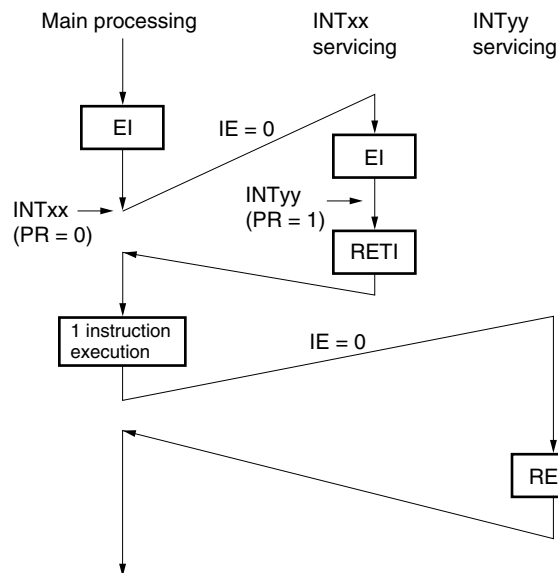 Main processing
INTxx
servicing
INTyy
servicing
EI
IE = 0
EI
INTxx
(PR = 0)
INTyy
(PR = 1)
RETI
1 instruction
execution
IE = 0